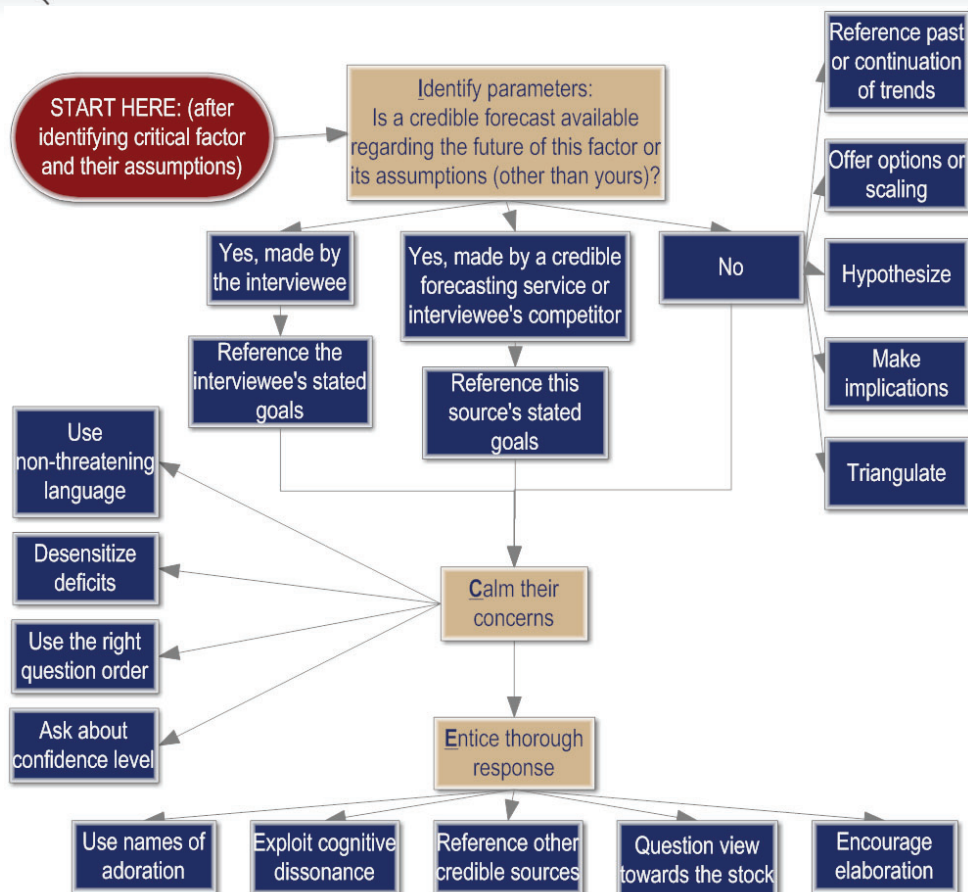 START HERE: (after
identifying critical factor
and their assumptions)
Identify parameters:
Is a credible forecast available
regarding the future of this factor or
its assumptions (other than yours)?
Reference past
or continuation
of trends
Offer options or
scaling
Hypothesize
Make
implications
Triangulate
Yes, made by
the interviewee
Yes, made by a credible
forecasting service or
interviewee's competitor
No
Reference the
interviewee's stated
goals
Reference this
source's stated
goals
Use
non-threatening
language
Desensitize
deficits
Use the right
question order
Ask about
confidence level
Calm their
concerns
Entice thorough
response
Use names of
adoration
Exploit cognitive
dissonance
Reference other
credible sources
Question view
towards the stock
Encourage
elaboration